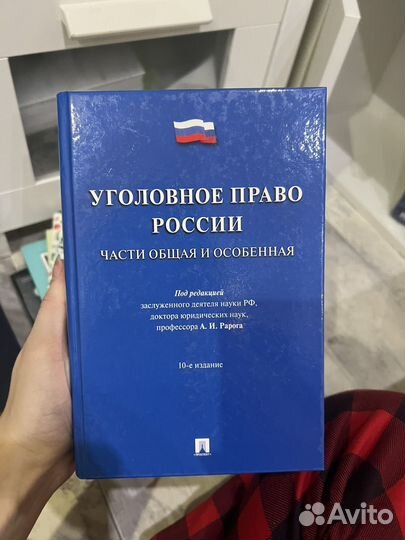 УГОЛОВНОЕ ПРАВО
РОССИИ
ЧАСТИ ОБЩАЯ И ОСОБЕННАЯ
Под редакцией
заслуженного деятеля науки РФ,
доктора юридических наук,
профессора А. И. Рарога
10-е издание
•ПРОСПЕКТ•
Avito